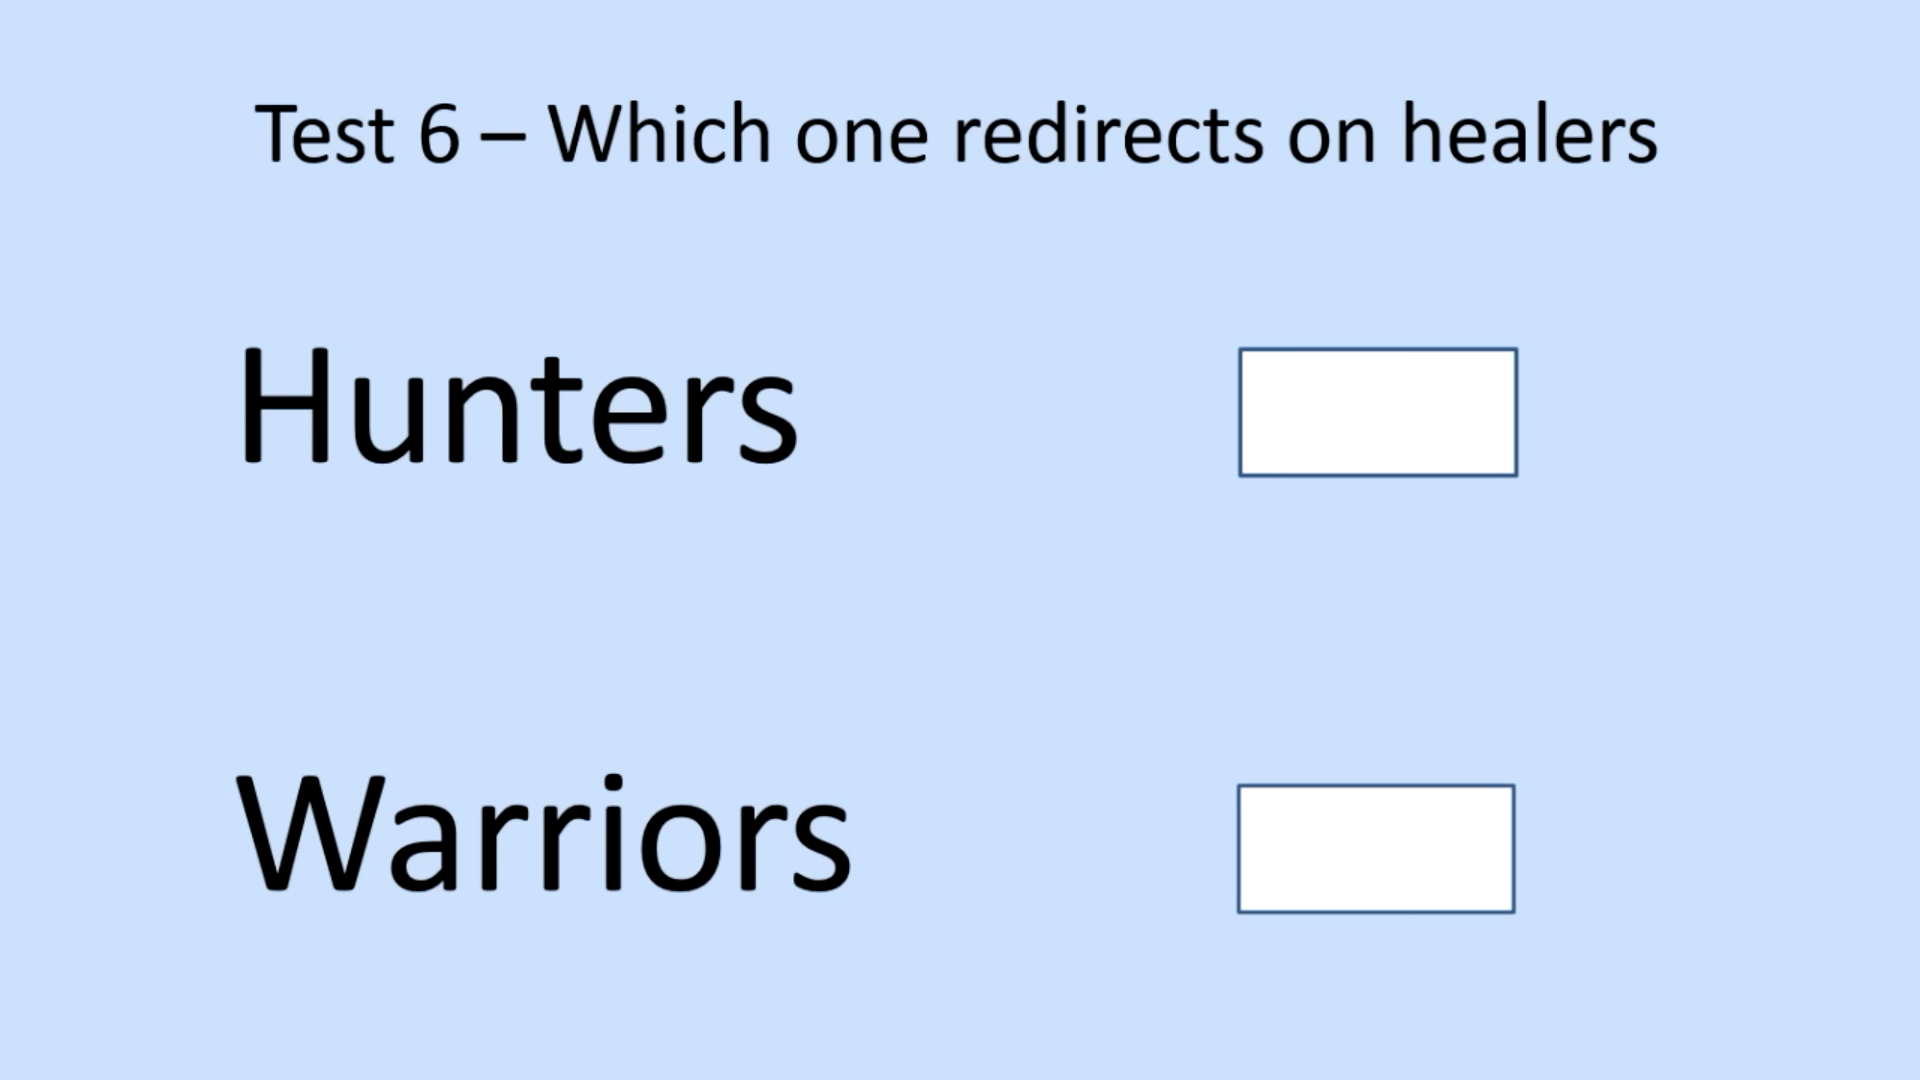 Test 6 – Which one redirects on healers
Hunters
Warriors